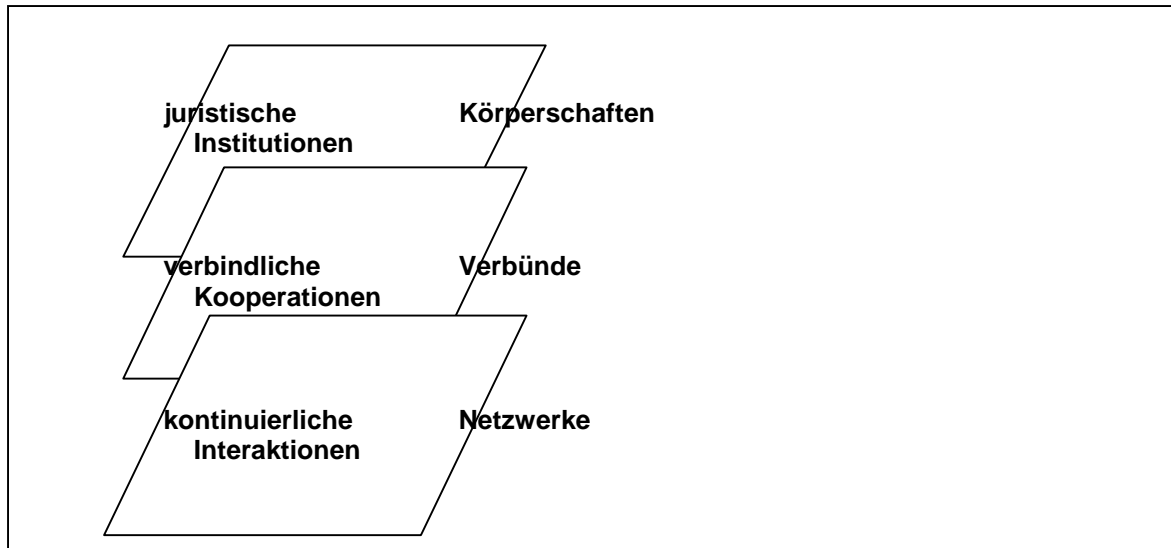 juristische Körperschaften
Institutionen
verbindliche Verbünde
Kooperationen
kontinuierliche Netzwerke
Interaktionen